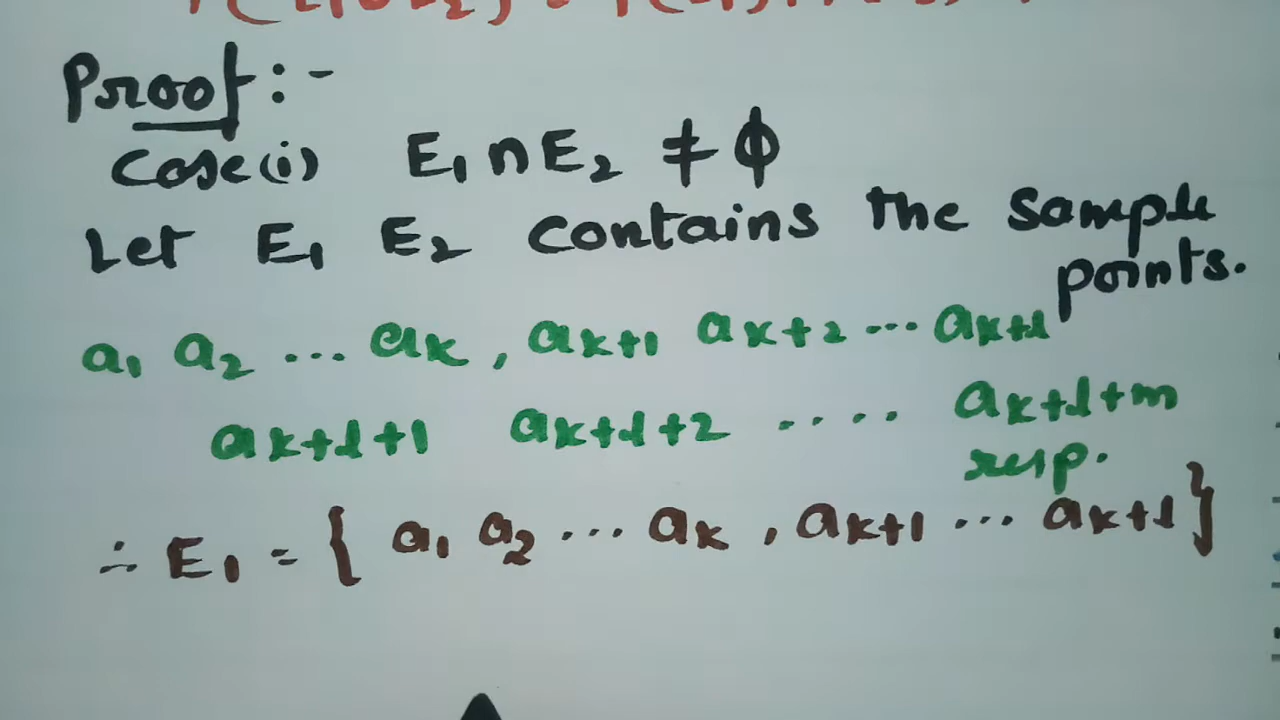 Proof :-
Case(i) E₁ ∩ E₂ ≠ ϕ
Let E₁ E₂ contains the sample
points.
a₁ a₂ ... aₖ , aₖ₊₁ aₖ₊₂ ... aₖ₊ₗ
aₖ₊ₗ₊₁ aₖ₊ₗ₊₂ .... aₖ₊ₗ₊ₘ
resp.
∴ E₁ = { a₁ a₂ ... aₖ , aₖ₊₁ ... aₖ₊ₗ }